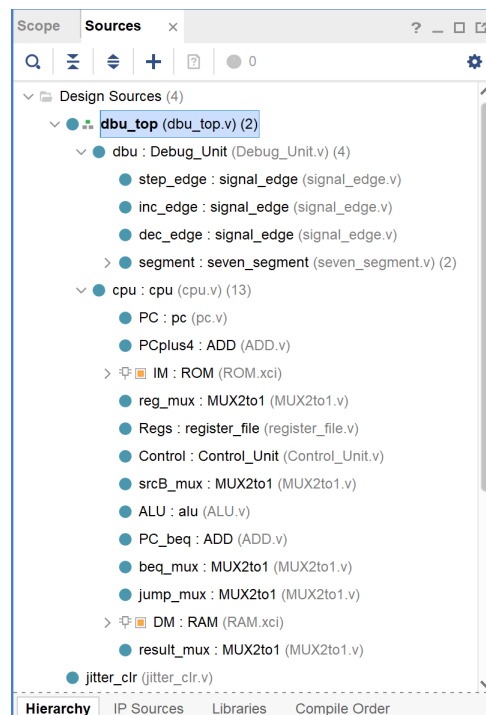 Scope Sources × ? _
0
Design Sources (4)
dbu_top (dbu_top.v) (2)
dbu : Debug_Unit (Debug_Unit.v) (4)
step_edge : signal_edge (signal_edge.v)
inc_edge : signal_edge (signal_edge.v)
dec_edge : signal_edge (signal_edge.v)
segment : seven_segment (seven_segment.v) (2)
cpu : cpu (cpu.v) (13)
PC : pc (pc.v)
PCplus4 : ADD (ADD.v)
IM : ROM (ROM.xci)
reg_mux : MUX2to1 (MUX2to1.v)
Regs : register_file (register_file.v)
Control : Control_Unit (Control_Unit.v)
srcB_mux : MUX2to1 (MUX2to1.v)
ALU : alu (ALU.v)
PC_beq : ADD (ADD.v)
beq_mux : MUX2to1 (MUX2to1.v)
jump_mux : MUX2to1 (MUX2to1.v)
DM : RAM (RAM.xci)
result_mux : MUX2to1 (MUX2to1.v)
jitter_clr (jitter_clr.v)
Hierarchy IP Sources Libraries Compile Order